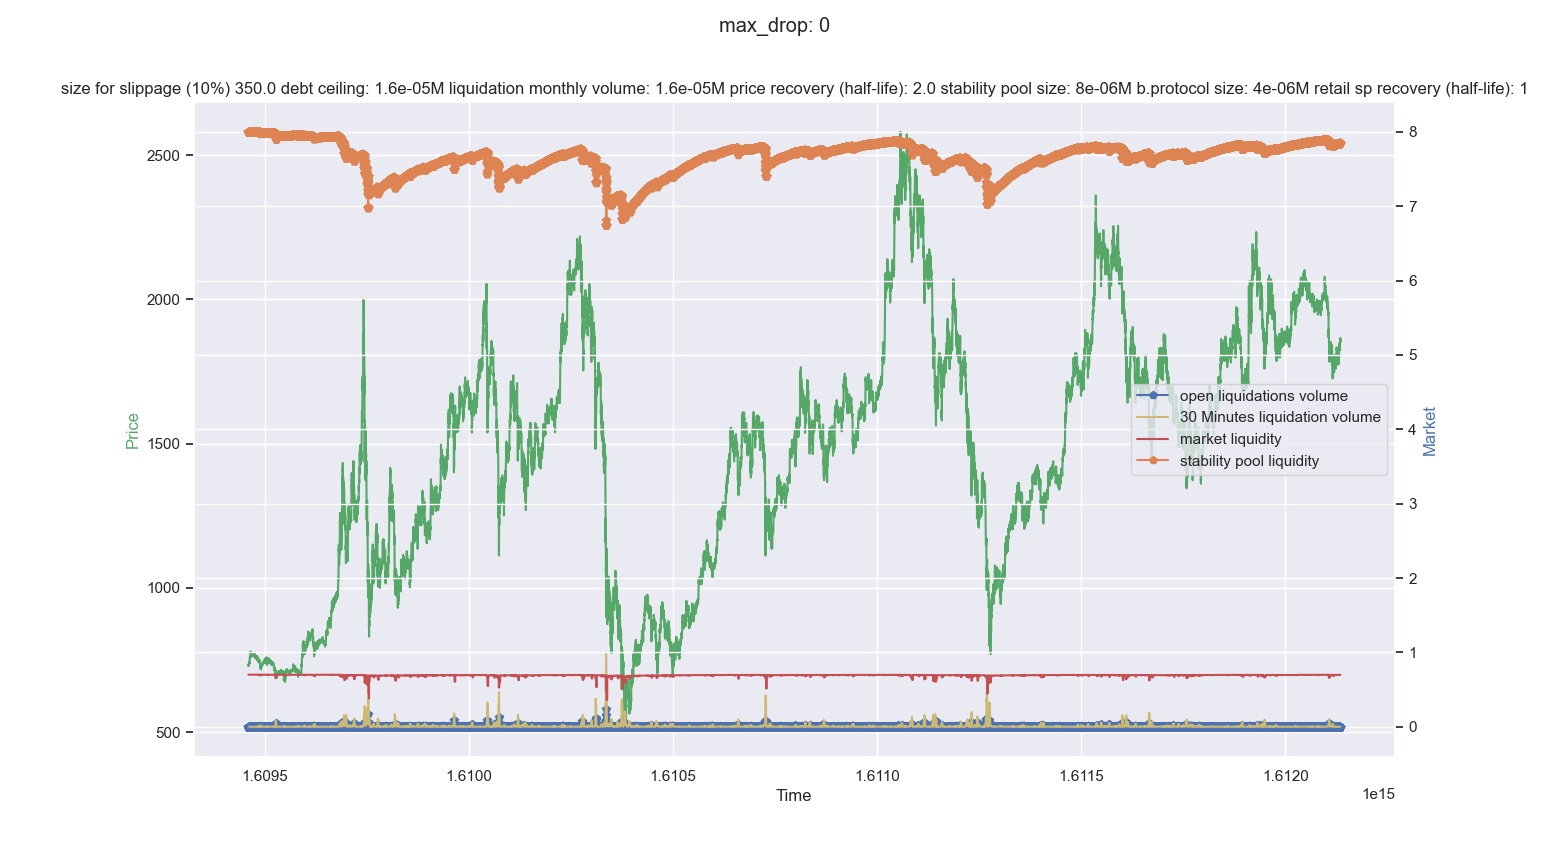 max_drop: 0
size for slippage (10%) 350.0 debt ceiling: 1.6e-05M liquidation monthly volume: 1.6e-05M price recovery (half-life): 2.0 stability pool size: 8e-06M b.protocol size: 4e-06M retail sp recovery (half-life): 1
2500
2000
1500
1000
500
Price
8
7
6
5
4
3
2
1
0
Market
open liquidations volume
30 Minutes liquidation volume
market liquidity
stability pool liquidity
1.6095 1.6100 1.6105 1.6110 1.6115 1.6120
Time
1e15